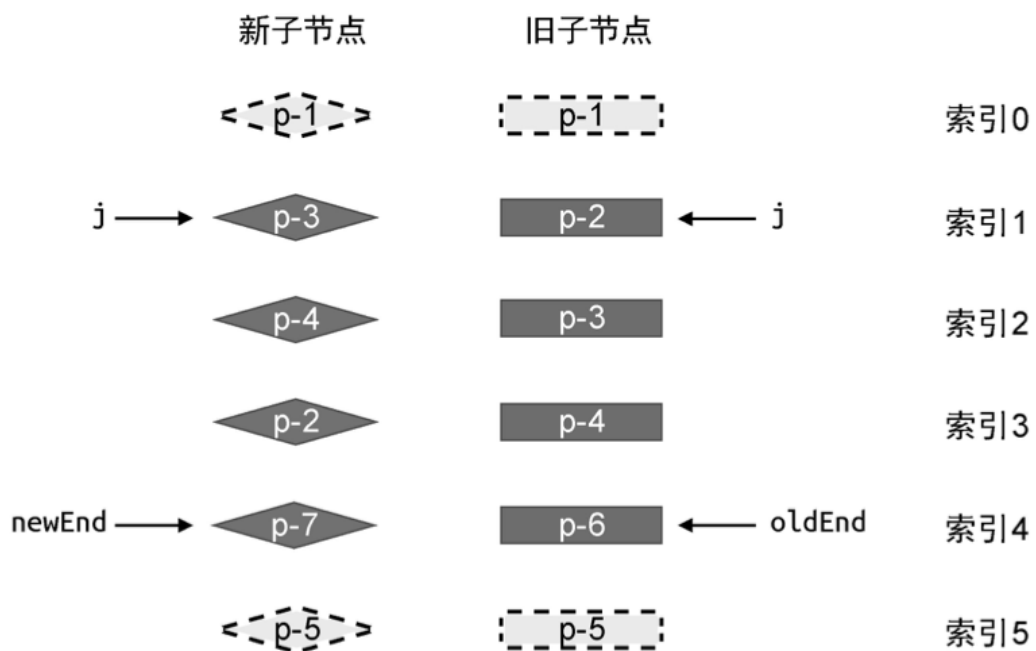 新子节点 旧子节点
p-1 p-1 索引0
j p-3 p-2 j 索引1
p-4 p-3 索引2
p-2 p-4 索引3
newEnd p-7 p-6 oldEnd 索引4
p-5 p-5 索引5